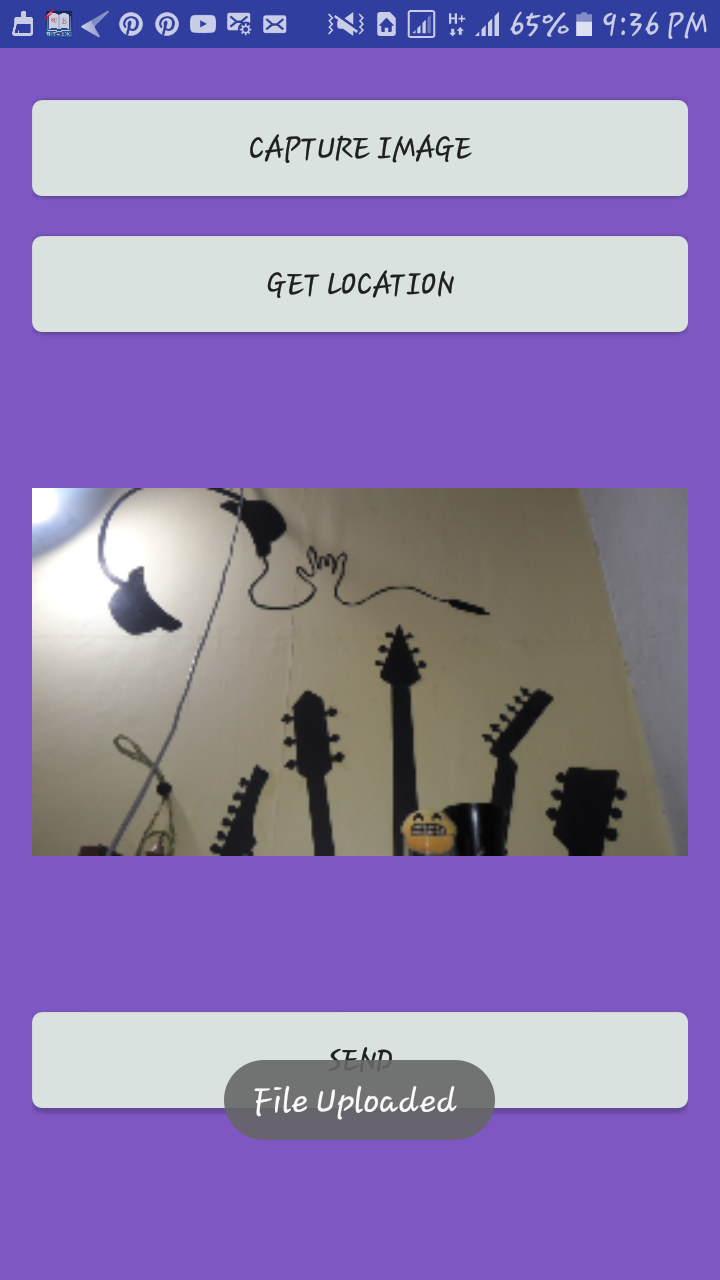 H+ 65% 9:36 PM
CAPTURE IMAGE
GET LOCATION
SEND
File Uploaded